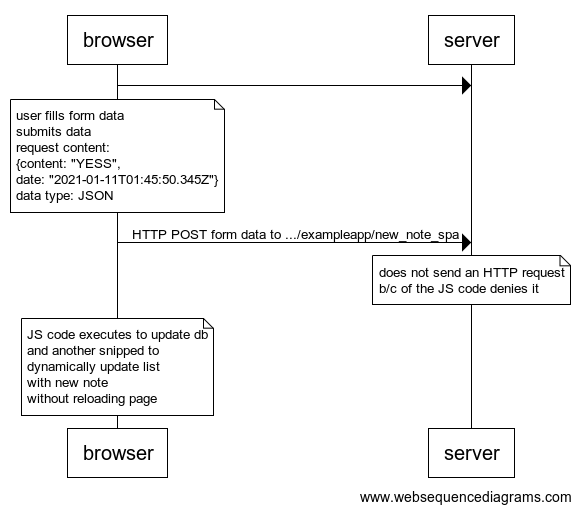 browser
server
user fills form data
submits data
request content:
{content: "YESS",
date: "2021-01-11T01:45:50.345Z"}
data type: JSON
HTTP POST form data to .../exampleapp/new_note_spa
does not send an HTTP request
b/c of the JS code denies it
JS code executes to update db
and another snipped to
dynamically update list
with new note
without reloading page
browser
server
www.websequencediagrams.com